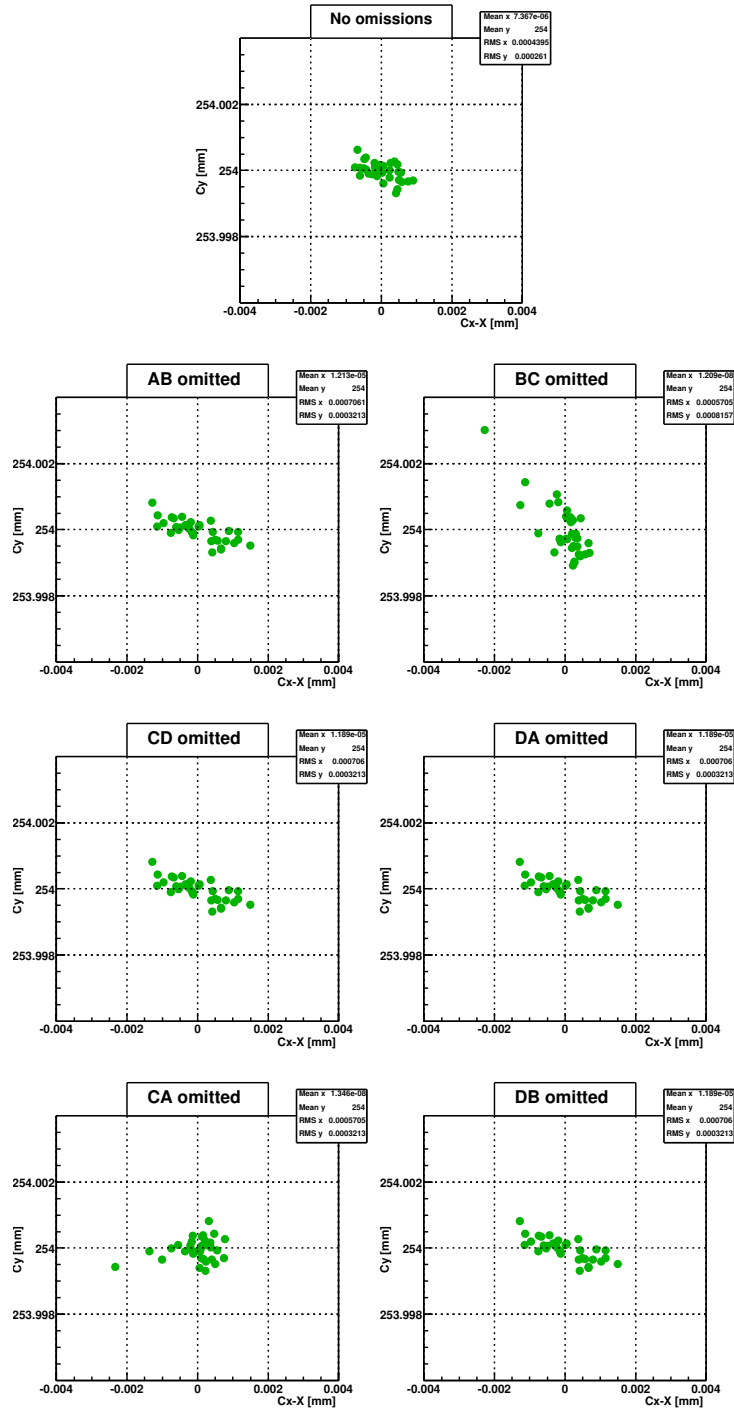 No omissions
Mean x 7.367e-06
Mean y 254
RMS x 0.0004395
RMS y 0.000261
Cy [mm]
254.002
254
253.998
-0.004 -0.002 0 0.002 0.004
Cx-X [mm]
AB omitted
Mean x 1.213e-05
Mean y 254
RMS x 0.0007061
RMS y 0.0003213
Cy [mm]
254.002
254
253.998
-0.004 -0.002 0 0.002 0.004
Cx-X [mm]
BC omitted
Mean x 1.209e-08
Mean y 254
RMS x 0.0005705
RMS y 0.0008157
Cy [mm]
254.002
254
253.998
-0.004 -0.002 0 0.002 0.004
Cx-X [mm]
CD omitted
Mean x 1.189e-05
Mean y 254
RMS x 0.000706
RMS y 0.0003213
Cy [mm]
254.002
254
253.998
-0.004 -0.002 0 0.002 0.004
Cx-X [mm]
DA omitted
Mean x 1.189e-05
Mean y 254
RMS x 0.000706
RMS y 0.0003213
Cy [mm]
254.002
254
253.998
-0.004 -0.002 0 0.002 0.004
Cx-X [mm]
CA omitted
Mean x 1.346e-08
Mean y 254
RMS x 0.0005705
RMS y 0.0003213
Cy [mm]
254.002
254
253.998
-0.004 -0.002 0 0.002 0.004
Cx-X [mm]
DB omitted
Mean x 1.189e-05
Mean y 254
RMS x 0.000706
RMS y 0.0003213
Cy [mm]
254.002
254
253.998
-0.004 -0.002 0 0.002 0.004
Cx-X [mm]